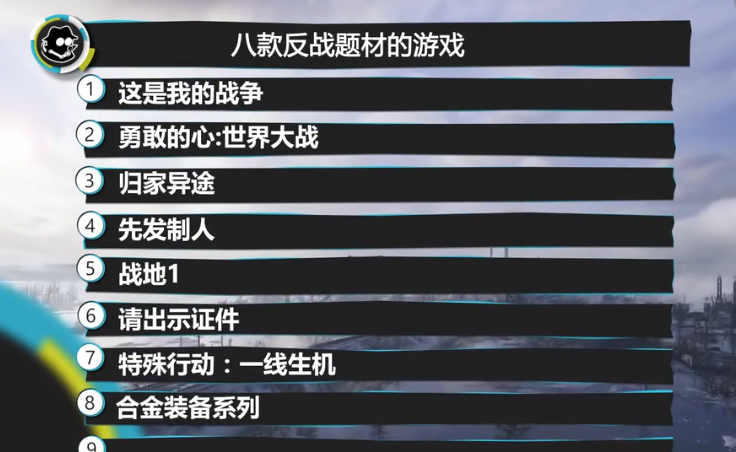 八款反战题材的游戏
1 这是我的战争
2 勇敢的心:世界大战
3 归家异途
4 先发制人
5 战地1
6 请出示证件
7 特殊行动：一线生机
8 合金装备系列
9